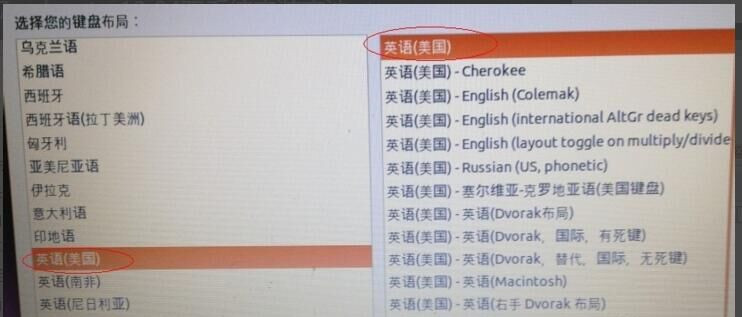 选择您的键盘布局：
乌克兰语
希腊语
西班牙
西班牙语(拉丁美洲)
匈牙利
亚美尼亚语
伊拉克
意大利语
印地语
英语(美国)
英语(南非)
英语(尼日利亚)
英语(美国)
英语(美国) - Cherokee
英语(美国) - English (Colemak)
英语(美国) - English (international AltGr dead keys)
英语(美国) - English (layout toggle on multiply/divide
英语(美国) - Russian (US, phonetic)
英语(美国) - 塞尔维亚-克罗地亚语(美国键盘)
英语(美国) - 英语(Dvorak布局)
英语(美国) - 英语(Dvorak，国际，有死键)
英语(美国) - 英语(Dvorak，替代，国际，无死键)
英语(美国) - 英语(Macintosh)
英语(美国) - 英语(右手 Dvorak 布局)